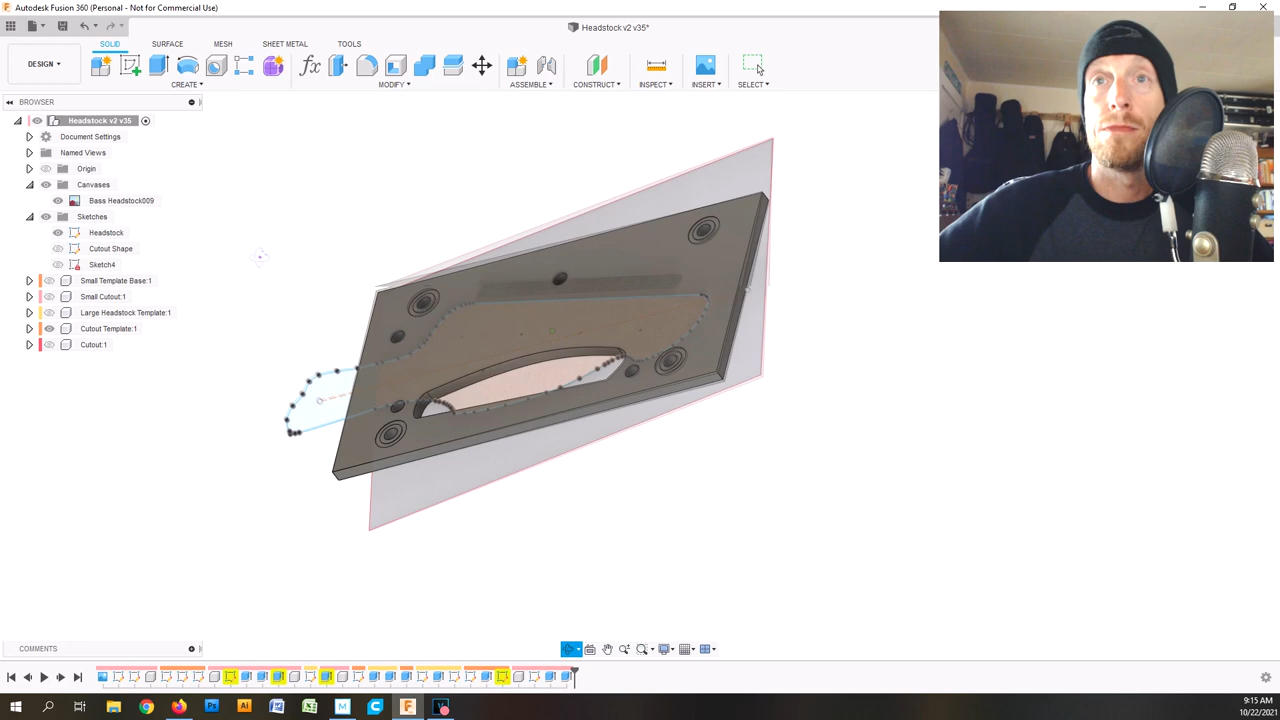 Autodesk Fusion 360 (Personal - Not for Commercial Use)
Headstock v2 v35*
DESIGN
SOLID
SURFACE
MESH
SHEET METAL
TOOLS
CREATE
MODIFY
ASSEMBLE
CONSTRUCT
INSPECT
INSERT
SELECT
BROWSER
Headstock v2 v35
Document Settings
Named Views
Origin
Canvases
Bass Headstock009
Sketches
Headstock
Cutout Shape
Sketch4
Small Template Base:1
Small Cutout:1
Large Headstock Template:1
Cutout Template:1
Cutout:1
COMMENTS
9:15 AM
10/22/2021